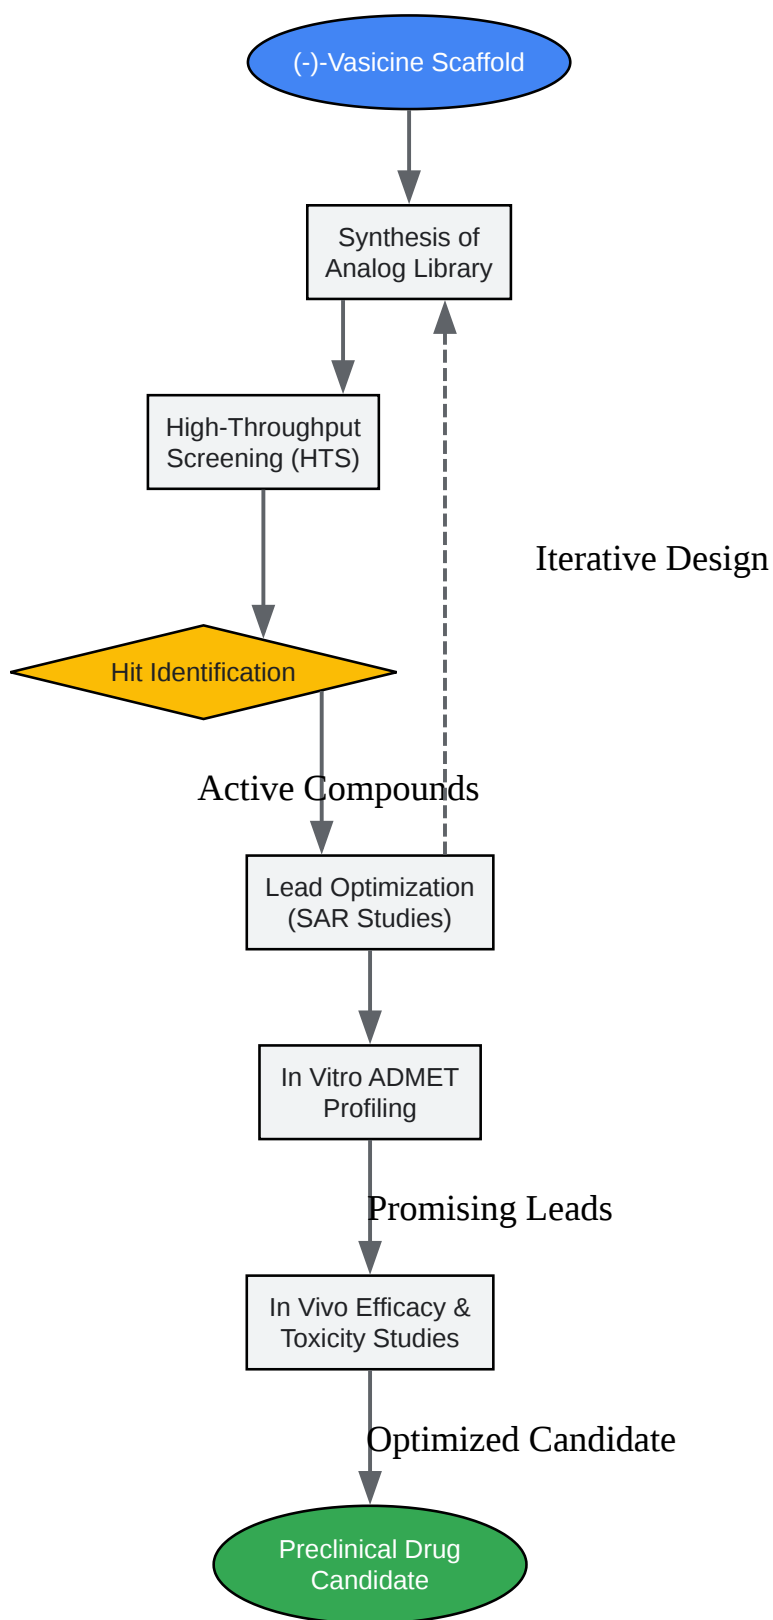 (-)-Vasicine Scaffold
Synthesis of
Analog Library
High-Throughput
Screening (HTS)
Iterative Design
Hit Identification
Active Compounds
Lead Optimization
(SAR Studies)
In Vitro ADMET
Profiling
Promising Leads
In Vivo Efficacy &
Toxicity Studies
Optimized Candidate
Preclinical Drug
Candidate